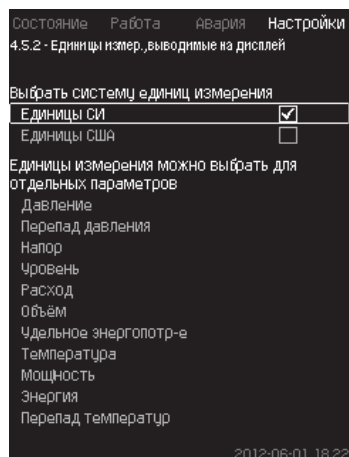 Состояние Работа Авария Настройки
4.5.2 - Единицы измер.,выводимые на дисплей
Выбрать систему единиц измерения
Единицы СИ
Единицы США
Единицы измерения можно выбрать для
отдельных параметров
Давление
Перепад давления
Напор
Уровень
Расход
Объём
Удельное энергопотр-е
Температура
Мощность
Энергия
Перепад температур
2012-06-01 18:22